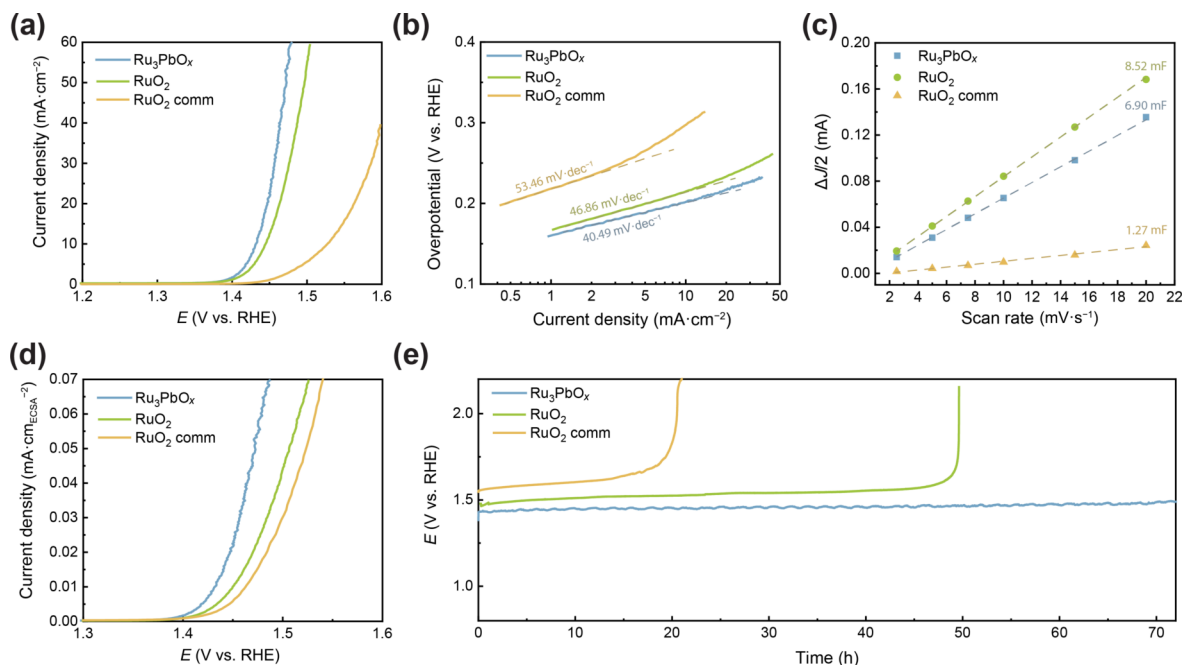 (a)
60
50
40
30
20
10
0
Current density (mA·cm⁻²)
Ru₃PbOₓ
RuO₂
RuO₂ comm
1.2 1.3 1.4 1.5 1.6
E (V vs. RHE)
(b)
0.4
0.3
0.2
0.1
Overpotential (V vs. RHE)
Ru₃PbOₓ
RuO₂
RuO₂ comm
53.46 mV·dec⁻¹
46.86 mV·dec⁻¹
40.49 mV·dec⁻¹
0.5 1 2 5 10 20 50
Current density (mA·cm⁻²)
(c)
0.20
0.16
0.12
0.08
0.04
0.00
ΔJ/2 (mA)
Ru₃PbOₓ
RuO₂
RuO₂ comm
8.52 mF
6.90 mF
1.27 mF
2 4 6 8 10 12 14 16 18 20 22
Scan rate (mV·s⁻¹)
(d)
0.07
0.06
0.05
0.04
0.03
0.02
0.01
0.00
Current density (mA·cm_ECSA⁻²)
Ru₃PbOₓ
RuO₂
RuO₂ comm
1.3 1.4 1.5 1.6
E (V vs. RHE)
(e)
2.0
1.5
1.0
E (V vs. RHE)
Ru₃PbOₓ
RuO₂
RuO₂ comm
0 10 20 30 40 50 60 70
Time (h)